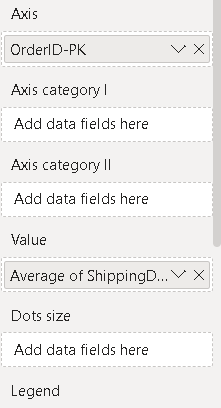 Axis
OrderID-PK
Axis category I
Add data fields here
Axis category II
Add data fields here
Value
Average of ShippingD...
Dots size
Add data fields here
Legend